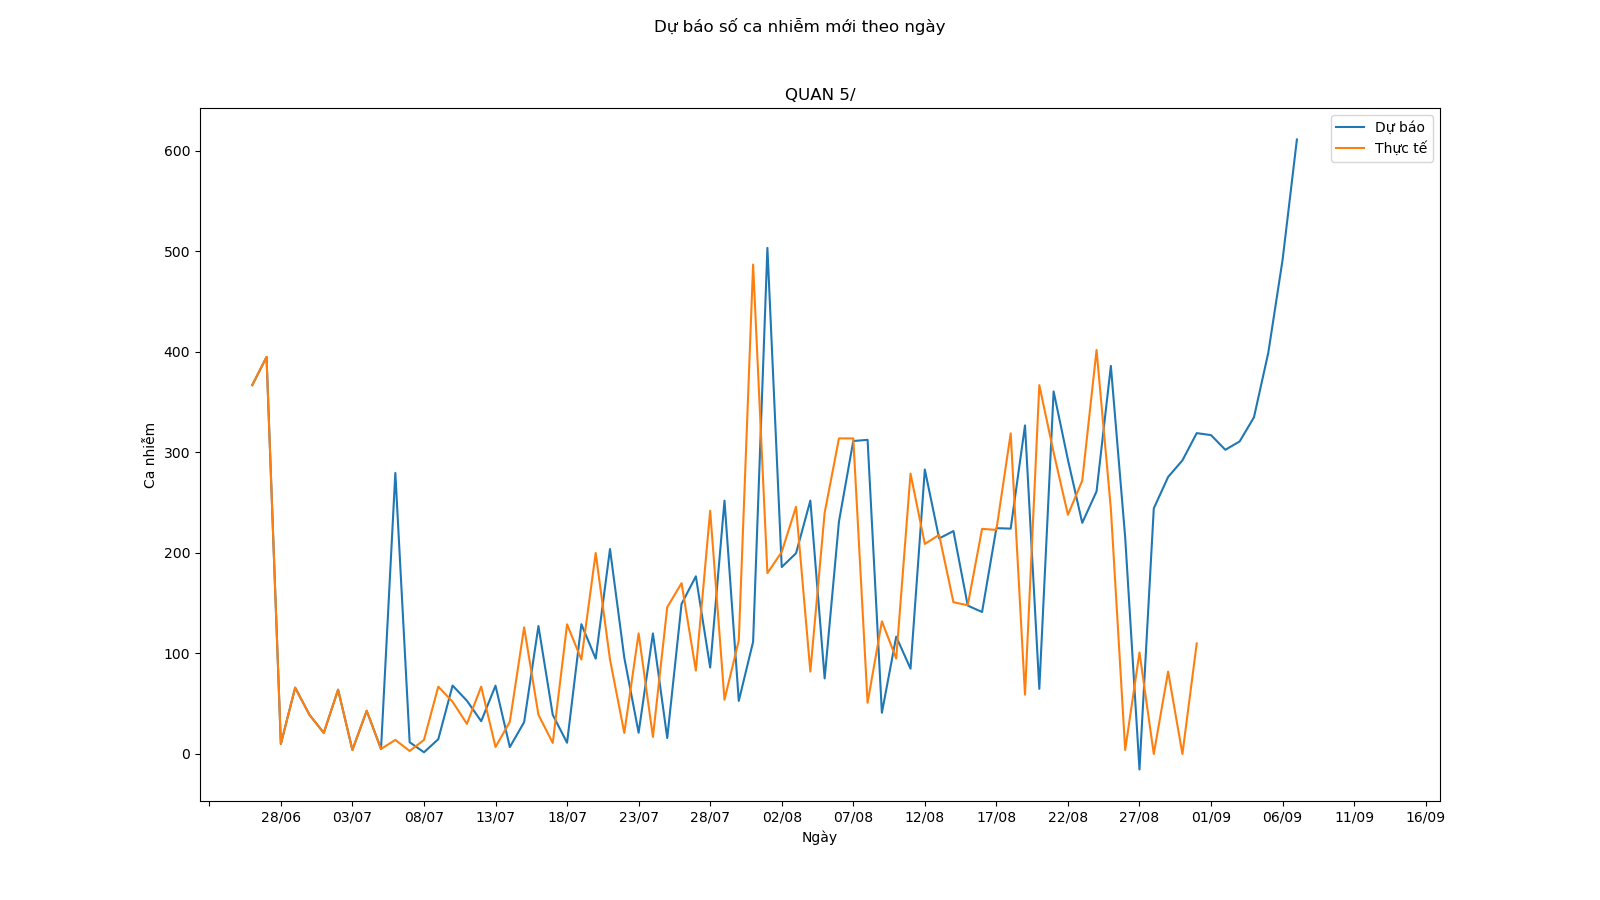 Dự báo số ca nhiễm mới theo ngày
QUAN 5/
Dự báo
Thực tế
600
500
400
300
200
100
0
Ca nhiễm
28/06 03/07 08/07 13/07 18/07 23/07 28/07 02/08 07/08 12/08 17/08 22/08 27/08 01/09 06/09 11/09 16/09
Ngày